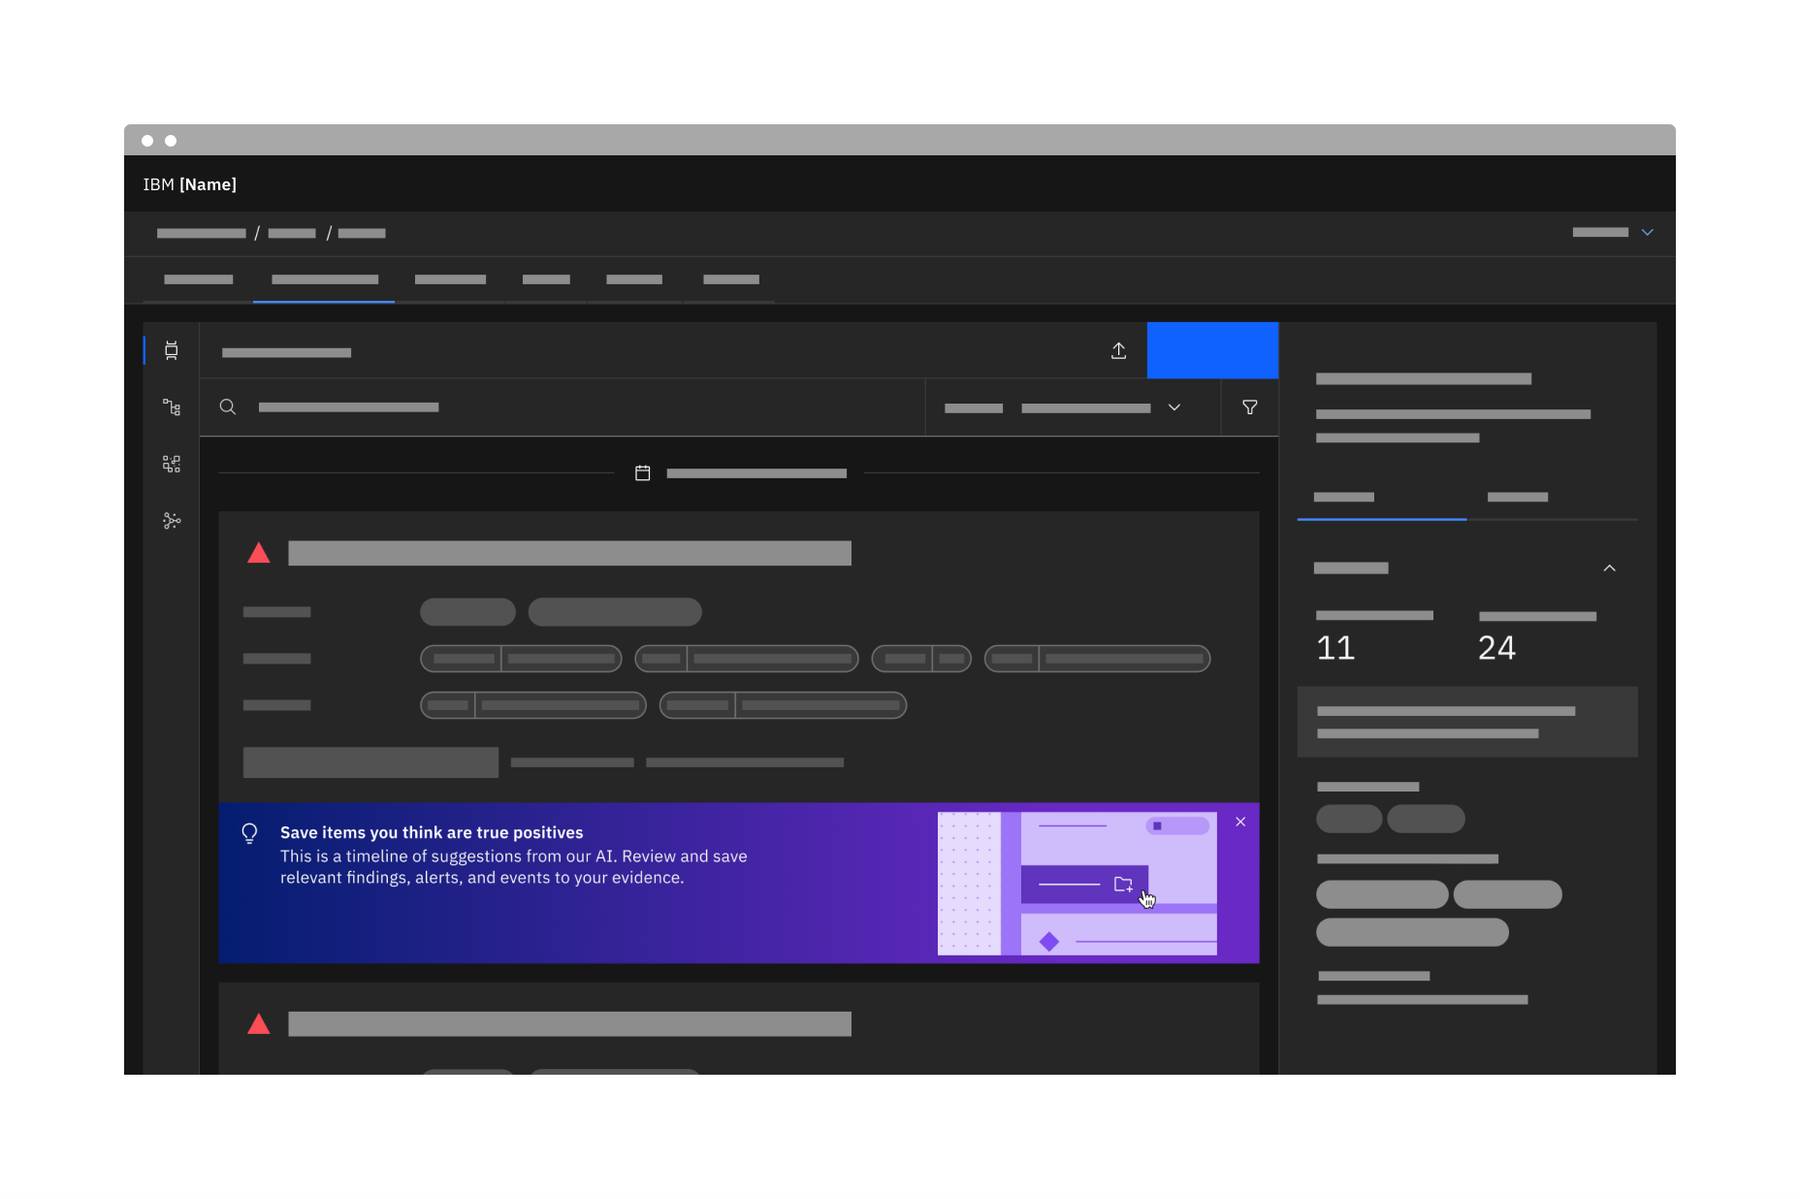 IBM [Name]
11
24
Save items you think are true positives
This is a timeline of suggestions from our AI. Review and save
relevant findings, alerts, and events to your evidence.